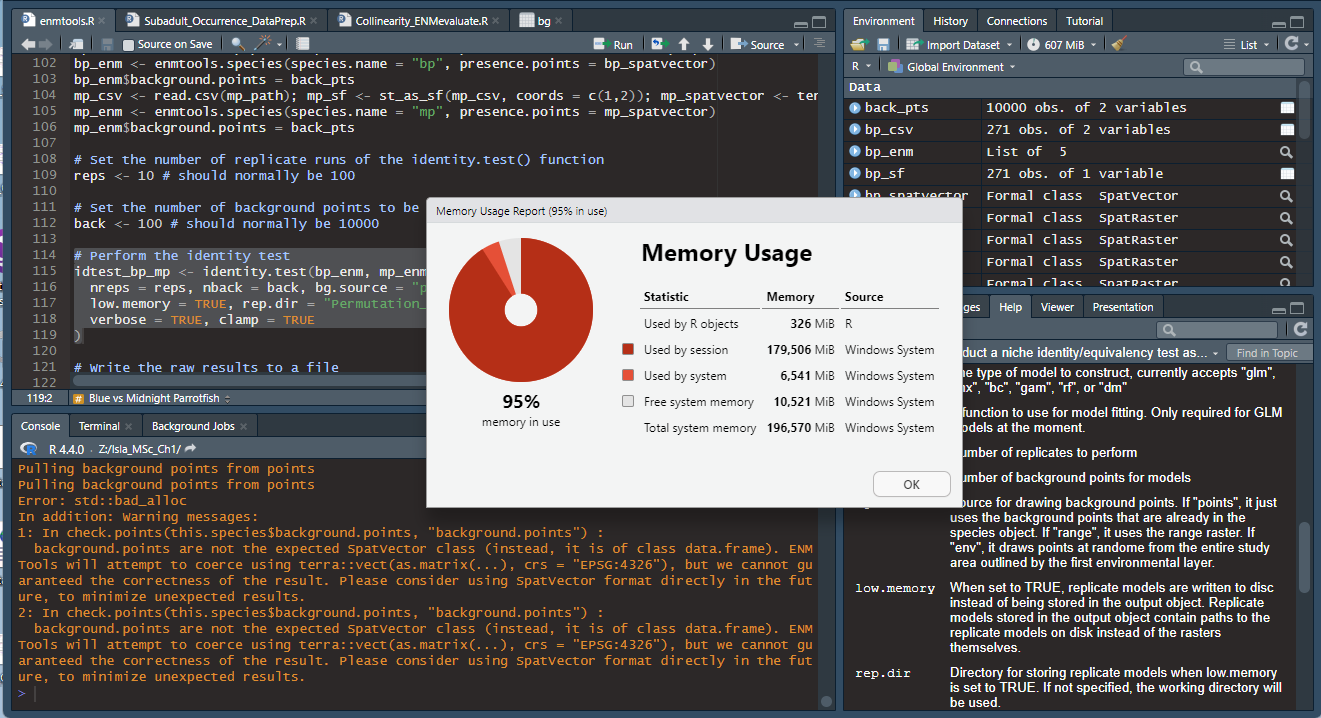 enmtools.R
Subadult_Occurrence_DataPrep.R
Collinearity_ENMevaluate.R
bg
Source on Save
Run
Source
102 bp_enm <- enmtools.species(species.name = "bp", presence.points = bp_spatvector)
103 bp_enm$background.points = back_pts
104 mp_csv <- read.csv(mp_path); mp_sf <- st_as_sf(mp_csv, coords = c(1,2)); mp_spatvector <- ter
105 mp_enm <- enmtools.species(species.name = "mp", presence.points = mp_spatvector)
106 mp_enm$background.points = back_pts
107
108 # Set the number of replicate runs of the identity.test() function
109 reps <- 10 # should normally be 100
110
111 # Set the number of background points to be
112 back <- 100 # should normally be 10000
113
114 # Perform the identity test
115 idtest_bp_mp <- identity.test(bp_enm, mp_enm
116 nreps = reps, nback = back, bg.source = "p
117 low.memory = TRUE, rep.dir = "Permutation_
118 verbose = TRUE, clamp = TRUE
119 )
120
121 # Write the raw results to a file
122
119:2 # Blue vs Midnight Parrotfish
Console Terminal Background Jobs
R 4.4.0 · Z:/Isla_MSc_Ch1/
Pulling background points from points
Pulling background points from points
Error: std::bad_alloc
In addition: Warning messages:
1: In check.points(this.species$background.points, "background.points") :
background.points are not the expected SpatVector class (instead, it is of class data.frame). ENM
Tools will attempt to coerce using terra::vect(as.matrix(...), crs = "EPSG:4326"), but we cannot gu
aranteed the correctness of the result. Please consider using SpatVector format directly in the fut
ure, to minimize unexpected results.
2: In check.points(this.species$background.points, "background.points") :
background.points are not the expected SpatVector class (instead, it is of class data.frame). ENM
Tools will attempt to coerce using terra::vect(as.matrix(...), crs = "EPSG:4326"), but we cannot gu
aranteed the correctness of the result. Please consider using SpatVector format directly in the fut
ure, to minimize unexpected results.
>
Memory Usage Report (95% in use)
95%
memory in use
Memory Usage
Statistic Memory Source
Used by R objects 326 MiB R
Used by session 179,506 MiB Windows System
Used by system 6,541 MiB Windows System
Free system memory 10,521 MiB Windows System
Total system memory 196,570 MiB Windows System
OK
Environment History Connections Tutorial
Import Dataset 607 MiB List
R Global Environment
Data
back_pts 10000 obs. of 2 variables
bp_csv 271 obs. of 2 variables
bp_enm List of 5
bp_sf 271 obs. of 1 variable
bp_spatvector Formal class SpatVector
Formal class SpatRaster
Formal class SpatRaster
Formal class SpatRaster
Formal class SpatRaster
ges Help Viewer Presentation
duct a niche identity/equivalency test as... Find in Topic
he type of model to construct, currently accepts "glm",
x", "bc", "gam", "rf", or "dm"
function to use for model fitting. Only required for GLM
odels at the moment.
umber of replicates to perform
umber of background points for models
ource for drawing background points. If "points", it just
uses the background points that are already in the
species object. If "range", it uses the range raster. If
"env", it draws points at randome from the entire study
area outlined by the first environmental layer.
low.memory When set to TRUE, replicate models are written to disc
instead of being stored in the output object. Replicate
models stored in the output object contain paths to the
replicate models on disk instead of the rasters
themselves.
rep.dir Directory for storing replicate models when low.memory
is set to TRUE. If not specified, the working directory will
be used.